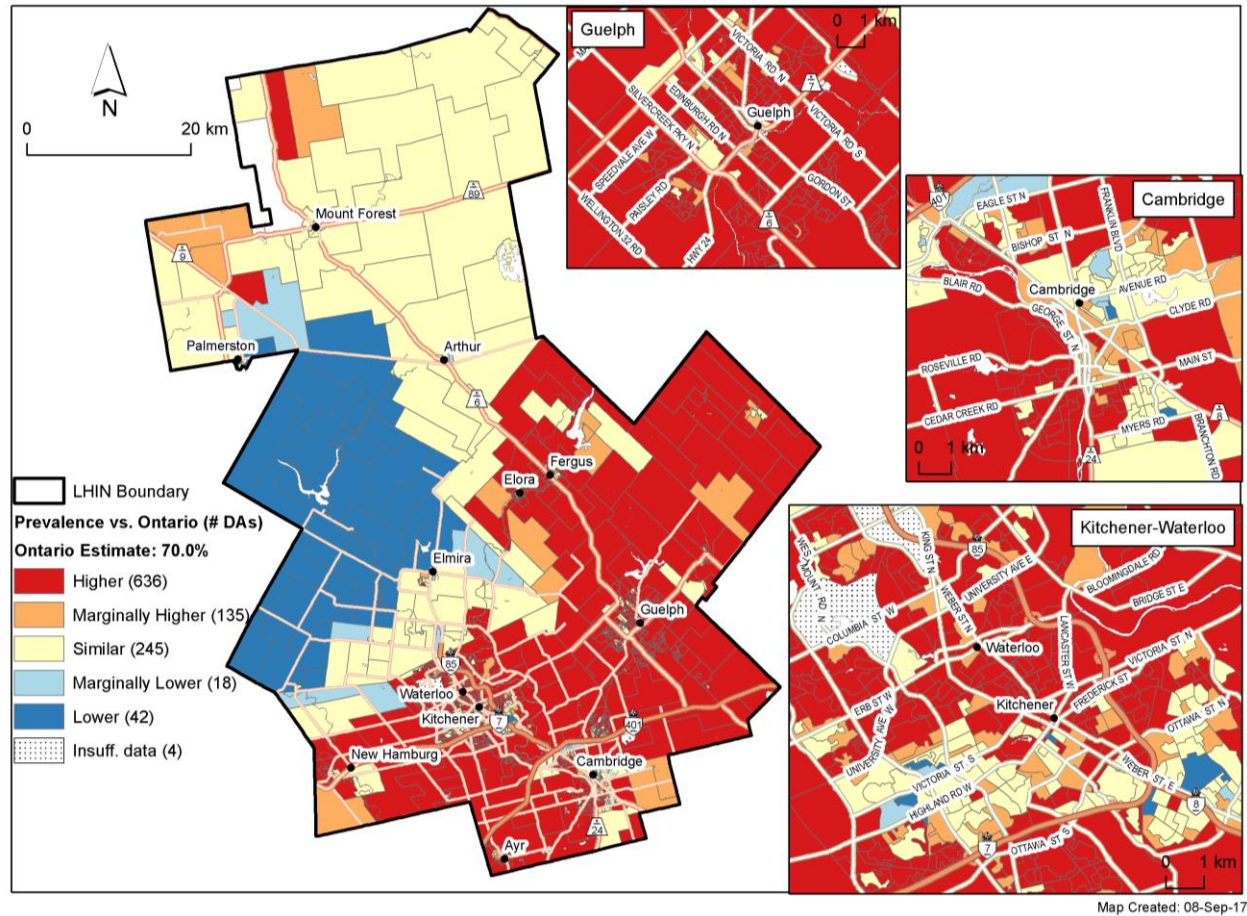 N
0
20 km
Mount Forest
89
9
Palmerston
Arthur
6
Fergus
Elora
Elmira
Guelph
85
Waterloo
Kitchener
7
401
New Hamburg
Cambridge
24
Ayr
LHIN Boundary
Prevalence vs. Ontario (# DAs)
Ontario Estimate: 70.0%
Higher (636)
Marginally Higher (135)
Similar (245)
Marginally Lower (18)
Lower (42)
Insuff. data (4)
Guelph
0 1 km
VICTORIA RD N
7
SILVERCREEK PKY N
EDINBURGH RD N
Guelph
VICTORIA RD S
SPEEDVALE AVE W
PAISLEY RD
GORDON ST
WELLINGTON 32 RD
HWY 24
6
Cambridge
401
EAGLE ST N
FRANKLIN BLVD
BISHOP ST N
BLAIR RD
Cambridge
AVENUE RD
GEORGE ST N
CLYDE RD
ROSEVILLE RD
MAIN ST
CEDAR CREEK RD
MYERS RD
8
BRANCHTON RD
0 1 km
24
Kitchener-Waterloo
WESTMOUNT RD N
KING ST N
85
UNIVERSITY AVE E
BLOOMINGDALE RD
WEBER ST N
BRIDGE ST E
COLUMBIA ST W
LANCASTER ST W
Waterloo
VICTORIA ST N
FREDERICK ST
ERB ST W
Kitchener
OTTAWA ST N
UNIVERSITY AVE W
VICTORIA ST S
WEBER ST E
HIGHLAND RD W
8
7
OTTAWA ST S
0 1 km
Map Created: 08-Sep-17